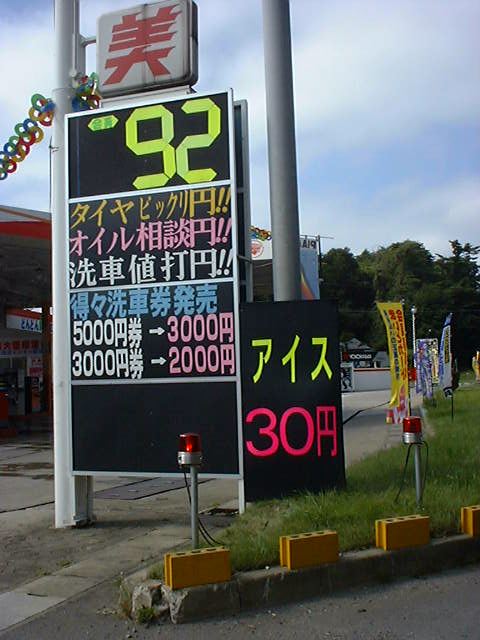 美
会員 92
タイヤビックリ円!!
オイル相談円!!
洗車値打円!!
得々洗車券発売
5000円券→3000円
3000円券→2000円
アイス
30円